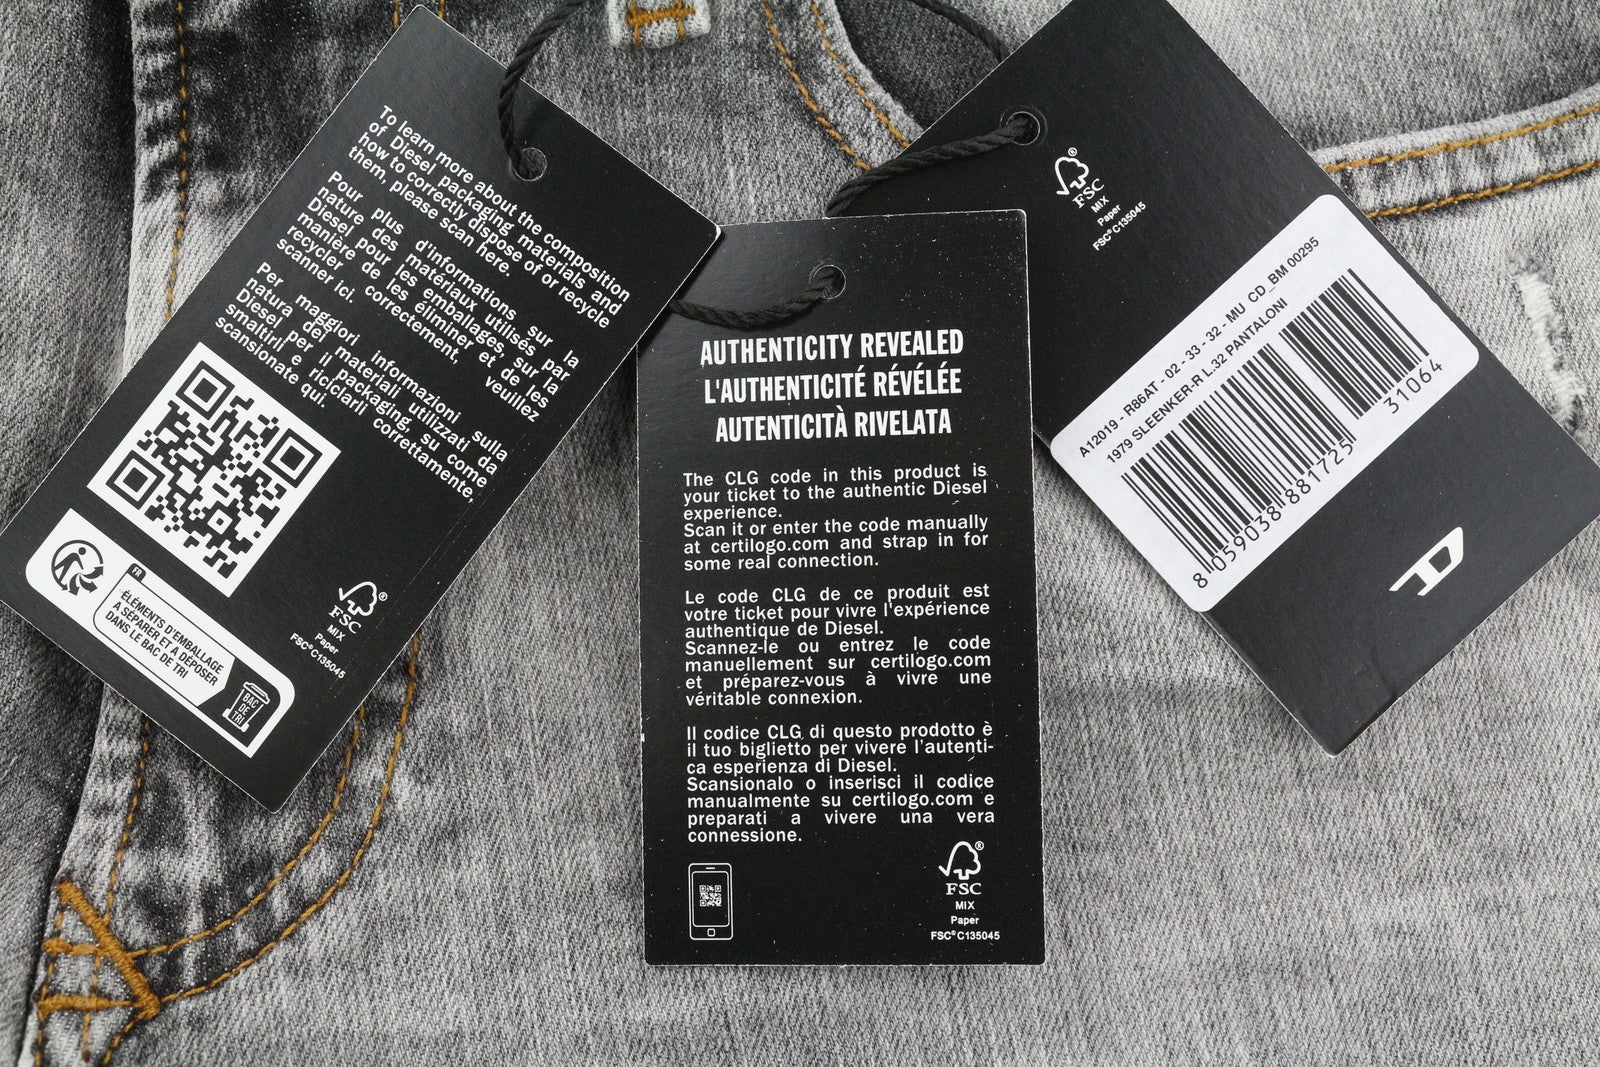 To learn more about the composition
of Diesel packaging materials and
how to correctly dispose of or recycle
them, please scan here.
Pour plus d'informations sur la
nature des matériaux utilisés par
Diesel pour les emballages, sur la
manière de les éliminer et de les
recycler correctement, veuillez
scanner ici.
Per maggiori informazioni sulla
natura dei materiali utilizzati da
Diesel per il packaging, su come
smaltirli e riciclarli correttamente,
scansionate qui.
FR
ÉLÉMENTS D'EMBALLAGE
A SÉPARER ET A DÉPOSER
DANS LE BAC DE TRI
BAC
DE
TRI
FSC®
MIX
Paper
FSC® C135045
AUTHENTICITY REVEALED
L'AUTHENTICITÉ RÉVÉLÉE
AUTENTICITÀ RIVELATA
The CLG code in this product is
your ticket to the authentic Diesel
experience.
Scan it or enter the code manually
at certilogo.com and strap in for
some real connection.
Le code CLG de ce produit est
votre ticket pour vivre l'expérience
authentique de Diesel.
Scannez-le ou entrez le code
manuellement sur certilogo.com
et préparez-vous à vivre une
véritable connexion.
Il codice CLG di questo prodotto è
il tuo biglietto per vivere l'autenti-
ca esperienza di Diesel.
Scansionalo o inserisci il codice
manualmente su certilogo.com e
preparati a vivere una vera
connessione.
FSC®
MIX
Paper
FSC® C135045
FSC®
MIX
Paper
FSC® C135045
A12019 - R86AT - 02 - 33 - 32 - MU CD_BM 00295
1979 SLEENKER-R L.32 PANTALONI
8 059038 881725
31064
D